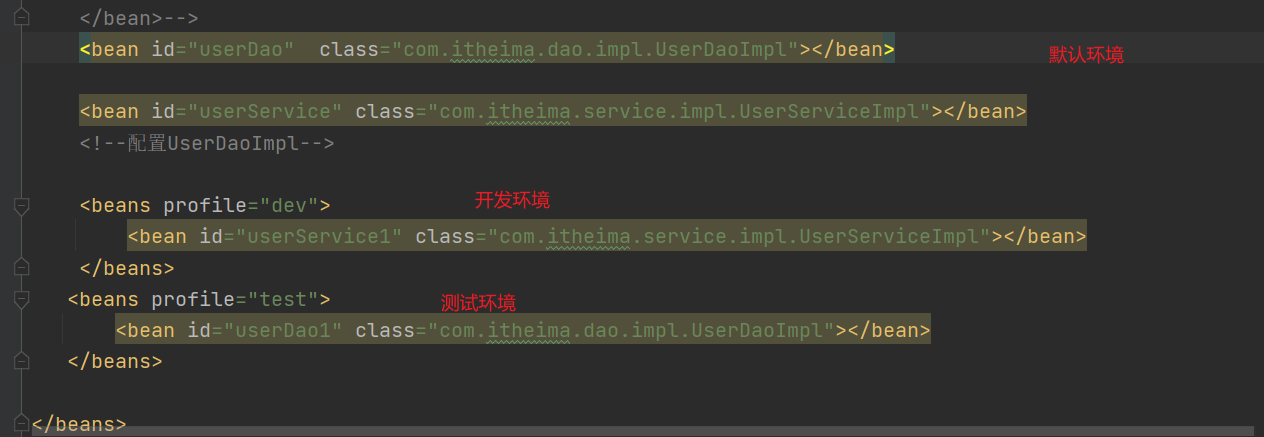 </bean>-->
<bean id="userDao"  class="com.itheima.dao.impl.UserDaoImpl"></bean> 默认环境
<bean id="userService" class="com.itheima.service.impl.UserServiceImpl"></bean>
<!--配置UserDaoImpl-->
<beans profile="dev"> 开发环境
<bean id="userService1" class="com.itheima.service.impl.UserServiceImpl"></bean>
</beans>
<beans profile="test"> 测试环境
<bean id="userDao1" class="com.itheima.dao.impl.UserDaoImpl"></bean>
</beans>
</beans>